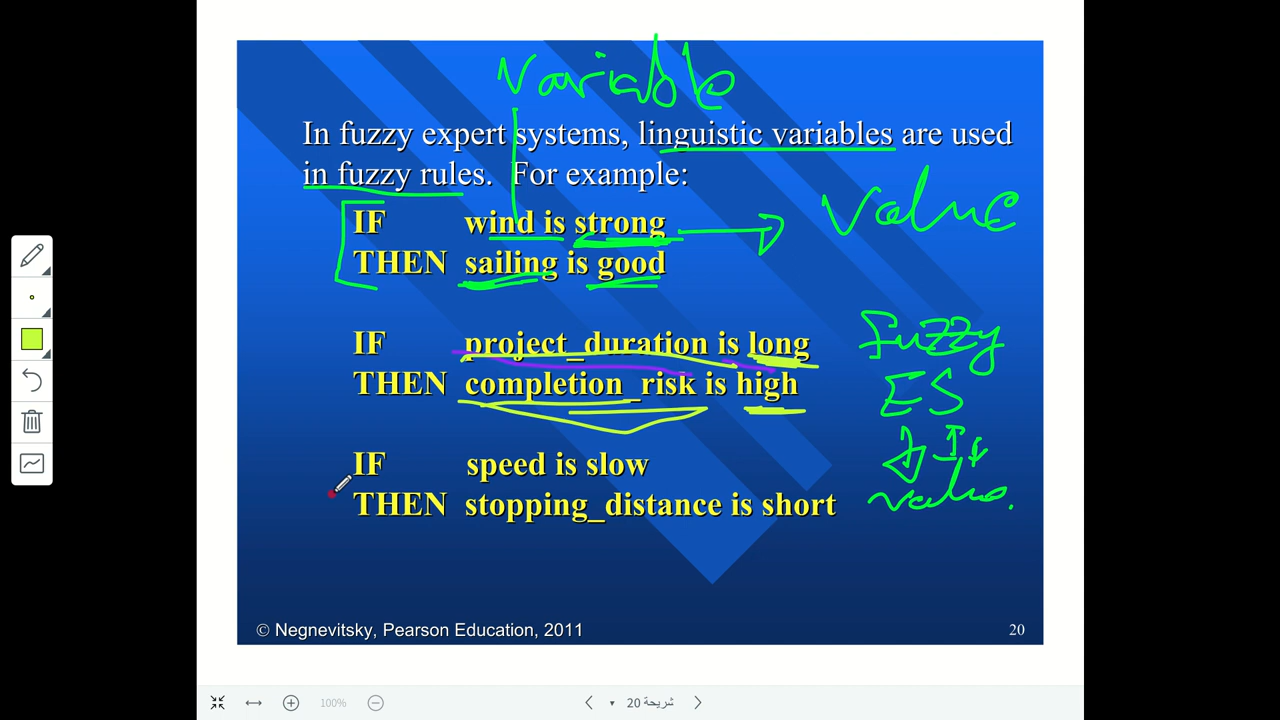 variable
In fuzzy expert systems, linguistic variables are used
in fuzzy rules. For example:
value
IF wind is strong
THEN sailing is good
IF project_duration is long
THEN completion_risk is high
Fuzzy
ES
IF speed is slow
value.
THEN stopping_distance is short
© Negnevitsky, Pearson Education, 2011
20
100%
شريحة 20